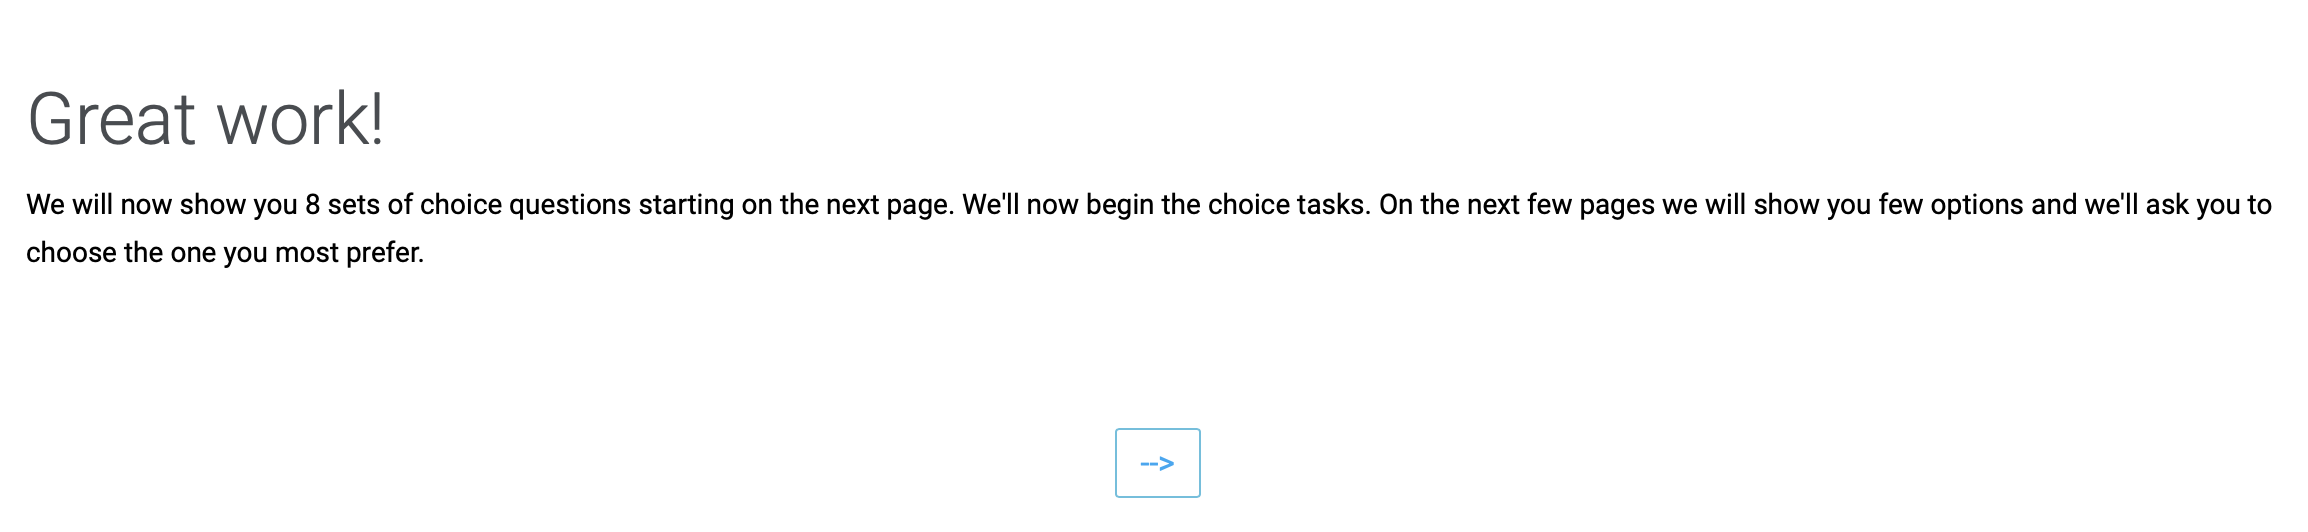 Great work!
We will now show you 8 sets of choice questions starting on the next page. We'll now begin the choice tasks. On the next few pages we will show you few options and we'll ask you to
choose the one you most prefer.
-->